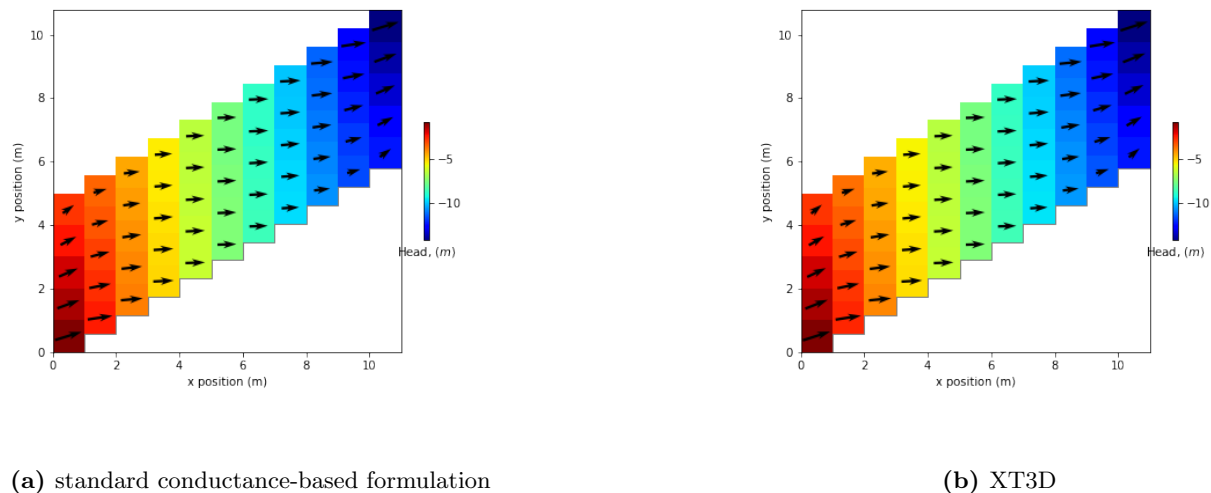 10
8
6
4
2
0
y position (m)
0 2 4 6 8 10
x position (m)
−5
−10
Head, (m)
10
8
6
4
2
0
y position (m)
0 2 4 6 8 10
x position (m)
−5
−10
Head, (m)
(a) standard conductance-based formulation
(b) XT3D